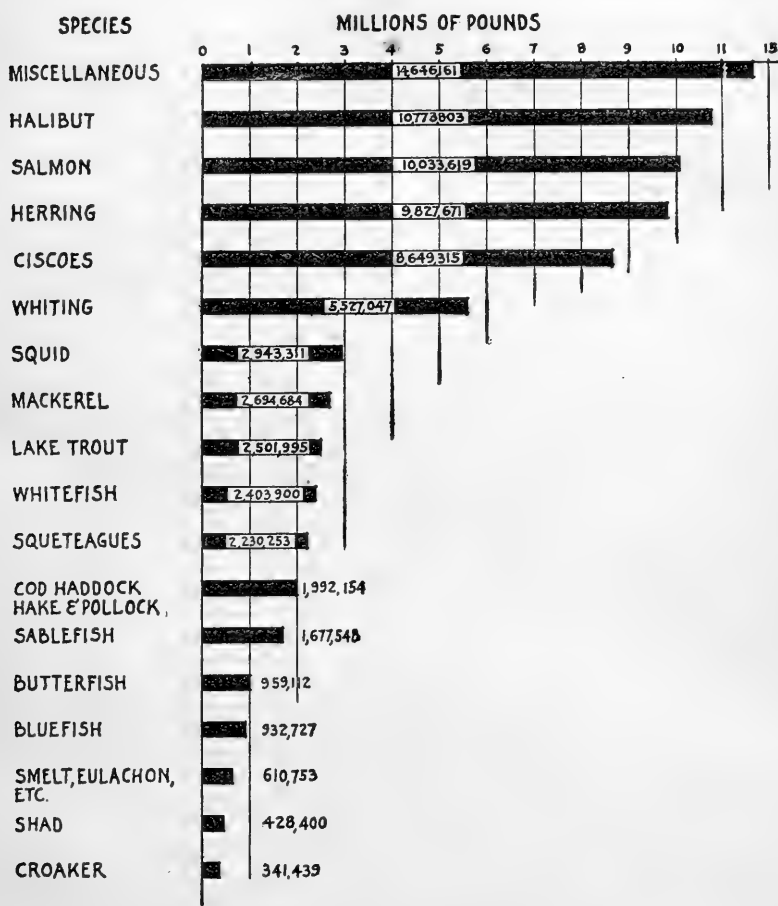 SPECIES MILLIONS OF POUNDS
0 1 2 3 4 5 6 7 8 9 10 11 15
MISCELLANEOUS 14646,161
HALIBUT 10,773803
SALMON 10,033,619
HERRING 9,827,671
CISCOES 8,649,315
WHITING 5,527,047
SQUID 2,943,311
MACKEREL 2,694,684
LAKE TROUT 2,501,995
WHITEFISH 2,403,900
SQUETEAGUES 2,230,253
COD HADDOCK 1,992,154
HAKE & POLLOCK,
SABLEFISH 1,677,548
BUTTERFISH 959,112
BLUEFISH 932,727
SMELT, EULACHON, 610,753
ETC.
SHAD 428,400
CROAKER 341,439